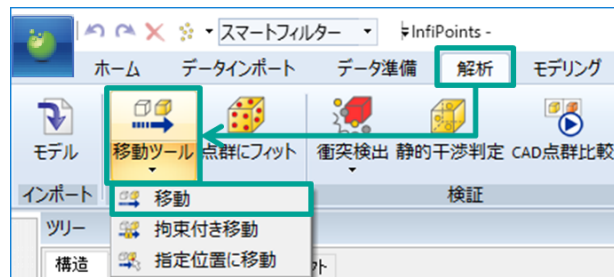 スマートフィルター InfiPoints -
ホーム データインポート データ準備 解析 モデリング
モデル 移動ツール 点群にフィット 衝突検出 静的干渉判定 CAD点群比較
インポート 検証
移動
ツリー
拘束付き移動
構造
指定位置に移動